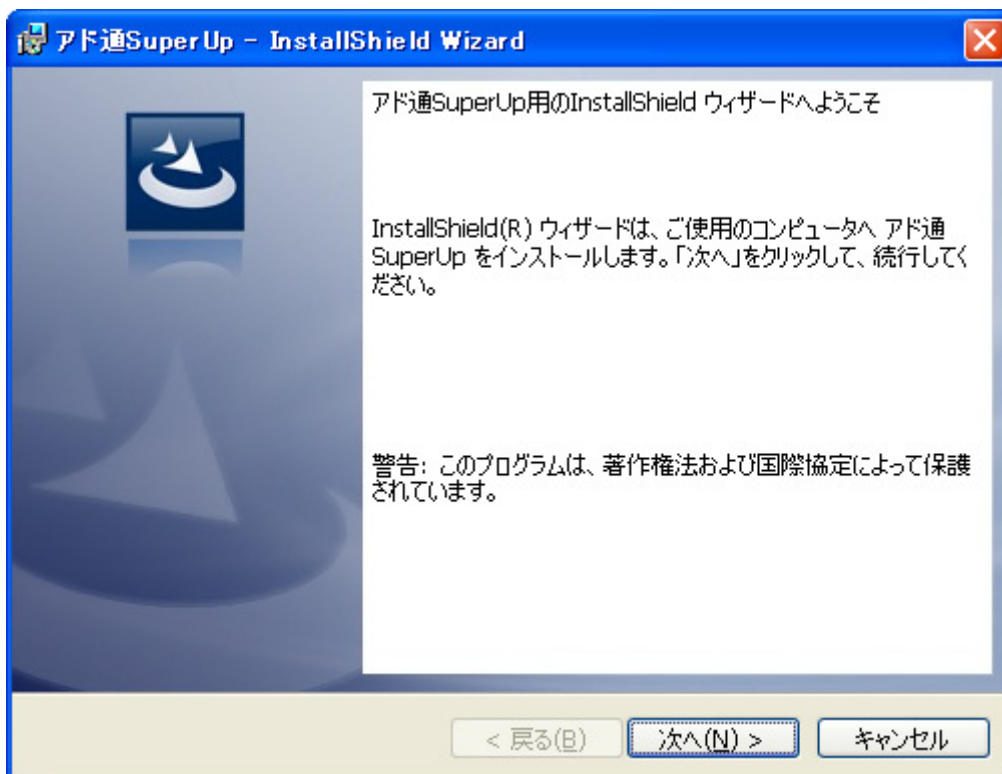 アド通SuperUp - InstallShield Wizard
アド通SuperUp用のInstallShield ウィザードへようこそ
InstallShield(R) ウィザードは、ご使用のコンピュータへ アド通
SuperUp をインストールします。「次へ」をクリックして、続行してく
ださい。
警告: このプログラムは、著作権法および国際協定によって保護
されています。
< 戻る(B)
次へ(N) >
キャンセル